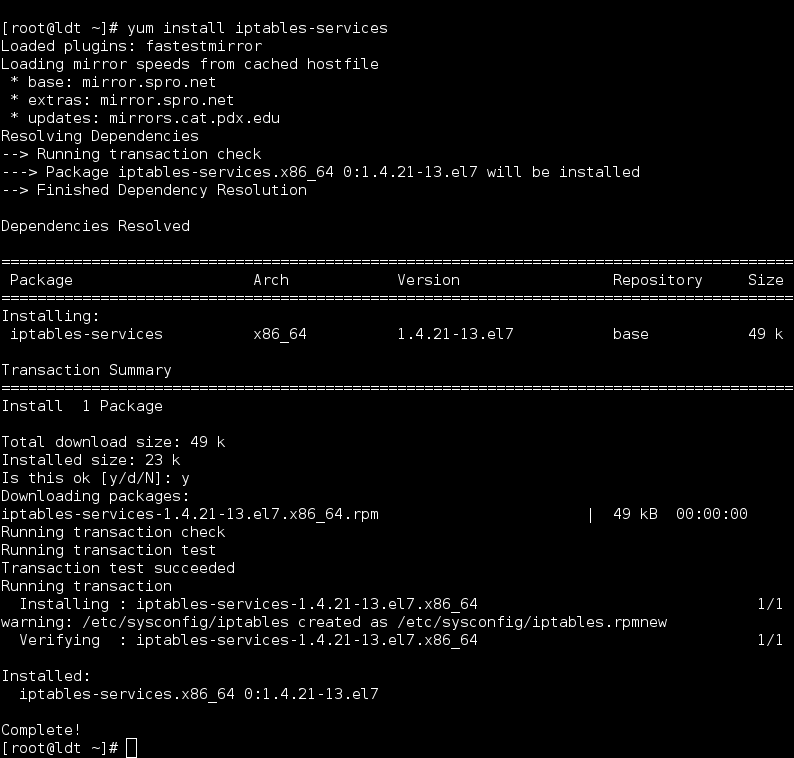 [root@ldt ~]# yum install iptables-services
Loaded plugins: fastestmirror
Loading mirror speeds from cached hostfile
 * base: mirror.spro.net
 * extras: mirror.spro.net
 * updates: mirrors.cat.pdx.edu
Resolving Dependencies
--> Running transaction check
---> Package iptables-services.x86_64 0:1.4.21-13.el7 will be installed
--> Finished Dependency Resolution

Dependencies Resolved

========================================================================================
 Package                    Arch            Version                 Repository     Size
========================================================================================
Installing:
 iptables-services          x86_64          1.4.21-13.el7           base           49 k

Transaction Summary
========================================================================================
Install  1 Package

Total download size: 49 k
Installed size: 23 k
Is this ok [y/d/N]: y
Downloading packages:
iptables-services-1.4.21-13.el7.x86_64.rpm                       |  49 kB  00:00:00
Running transaction check
Running transaction test
Transaction test succeeded
Running transaction
  Installing : iptables-services-1.4.21-13.el7.x86_64                               1/1
warning: /etc/sysconfig/iptables created as /etc/sysconfig/iptables.rpmnew
  Verifying  : iptables-services-1.4.21-13.el7.x86_64                               1/1

Installed:
  iptables-services.x86_64 0:1.4.21-13.el7

Complete!
[root@ldt ~]#